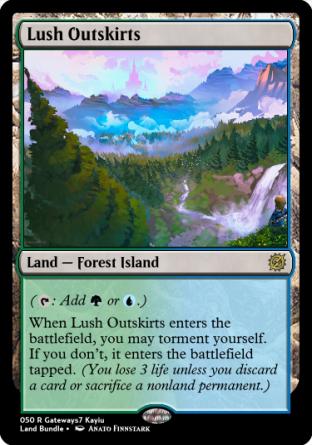 Lush Outskirts
Land — Forest Island
( : Add or .)
When Lush Outskirts enters the
battlefield, you may torment yourself.
If you don't, it enters the battlefield
tapped. (You lose 3 life unless you discard
a card or sacrifice a nonland permanent.)
050 R Gateways7 Kayiu
Land Bundle • Anato Finnstark